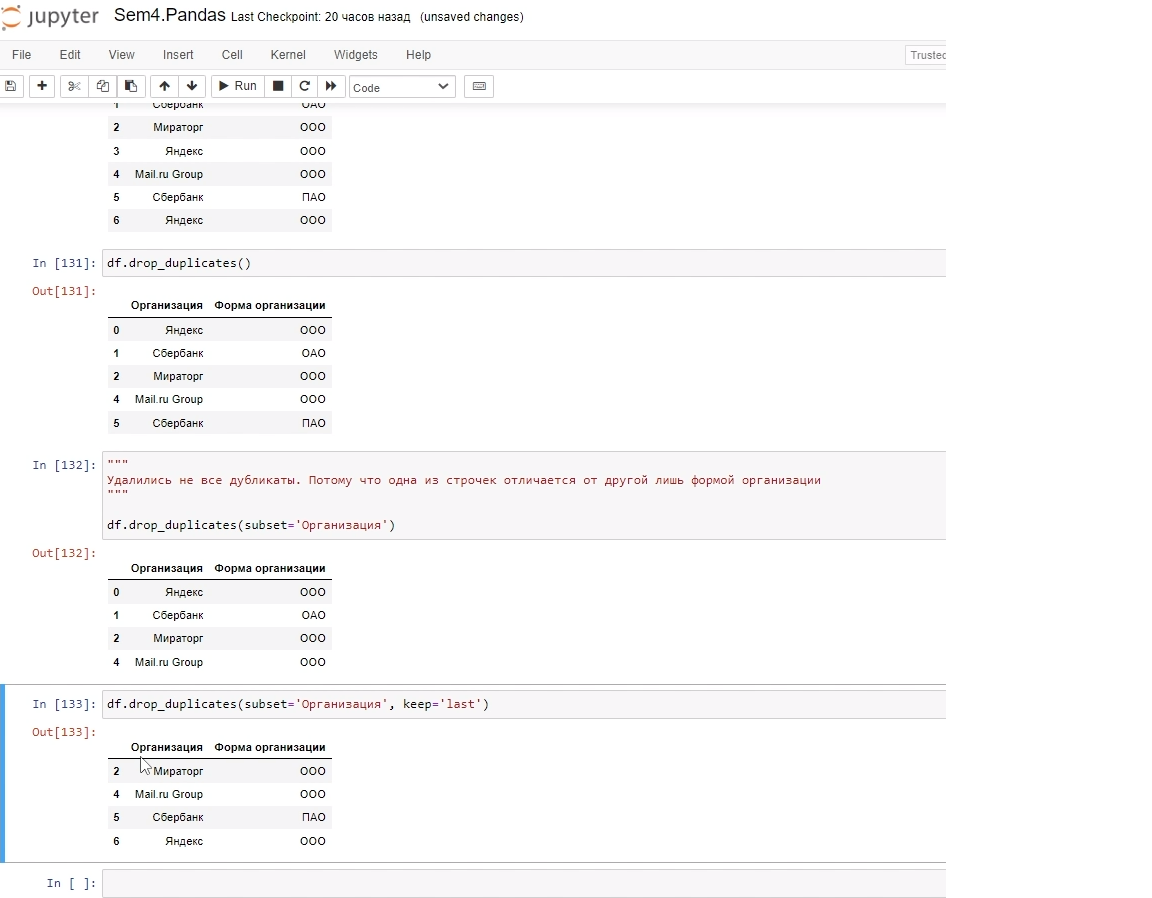 jupyter Sem4.Pandas Last Checkpoint: 20 часов назад (unsaved changes)
File Edit View Insert Cell Kernel Widgets Help Trusted
Run Code
1 Сбербанк ОАО
2 Мираторг ООО
3 Яндекс ООО
4 Mail.ru Group ООО
5 Сбербанк ПАО
6 Яндекс ООО
In [131]: df.drop_duplicates()
Out[131]:
Организация Форма организации
0 Яндекс ООО
1 Сбербанк ОАО
2 Мираторг ООО
4 Mail.ru Group ООО
5 Сбербанк ПАО
In [132]: """
Удалились не все дубликаты. Потому что одна из строчек отличается от другой лишь формой организации
"""
df.drop_duplicates(subset='Организация')
Out[132]:
Организация Форма организации
0 Яндекс ООО
1 Сбербанк ОАО
2 Мираторг ООО
4 Mail.ru Group ООО
In [133]: df.drop_duplicates(subset='Организация', keep='last')
Out[133]:
Организация Форма организации
2 Мираторг ООО
4 Mail.ru Group ООО
5 Сбербанк ПАО
6 Яндекс ООО
In [ ]: